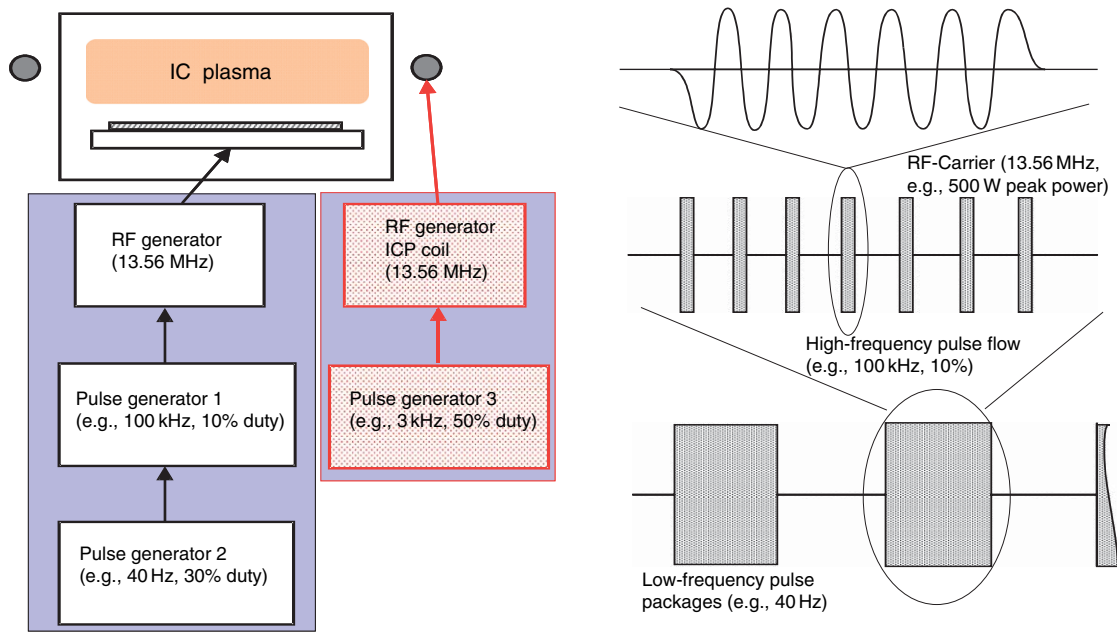 IC plasma
RF generator
(13.56 MHz)
RF generator
ICP coil
(13.56 MHz)
Pulse generator 1
(e.g., 100 kHz, 10% duty)
Pulse generator 3
(e.g., 3 kHz, 50% duty)
Pulse generator 2
(e.g., 40 Hz, 30% duty)
RF-Carrier (13.56 MHz,
e.g., 500 W peak power)
High-frequency pulse flow
(e.g., 100 kHz, 10%)
Low-frequency pulse
packages (e.g., 40 Hz)